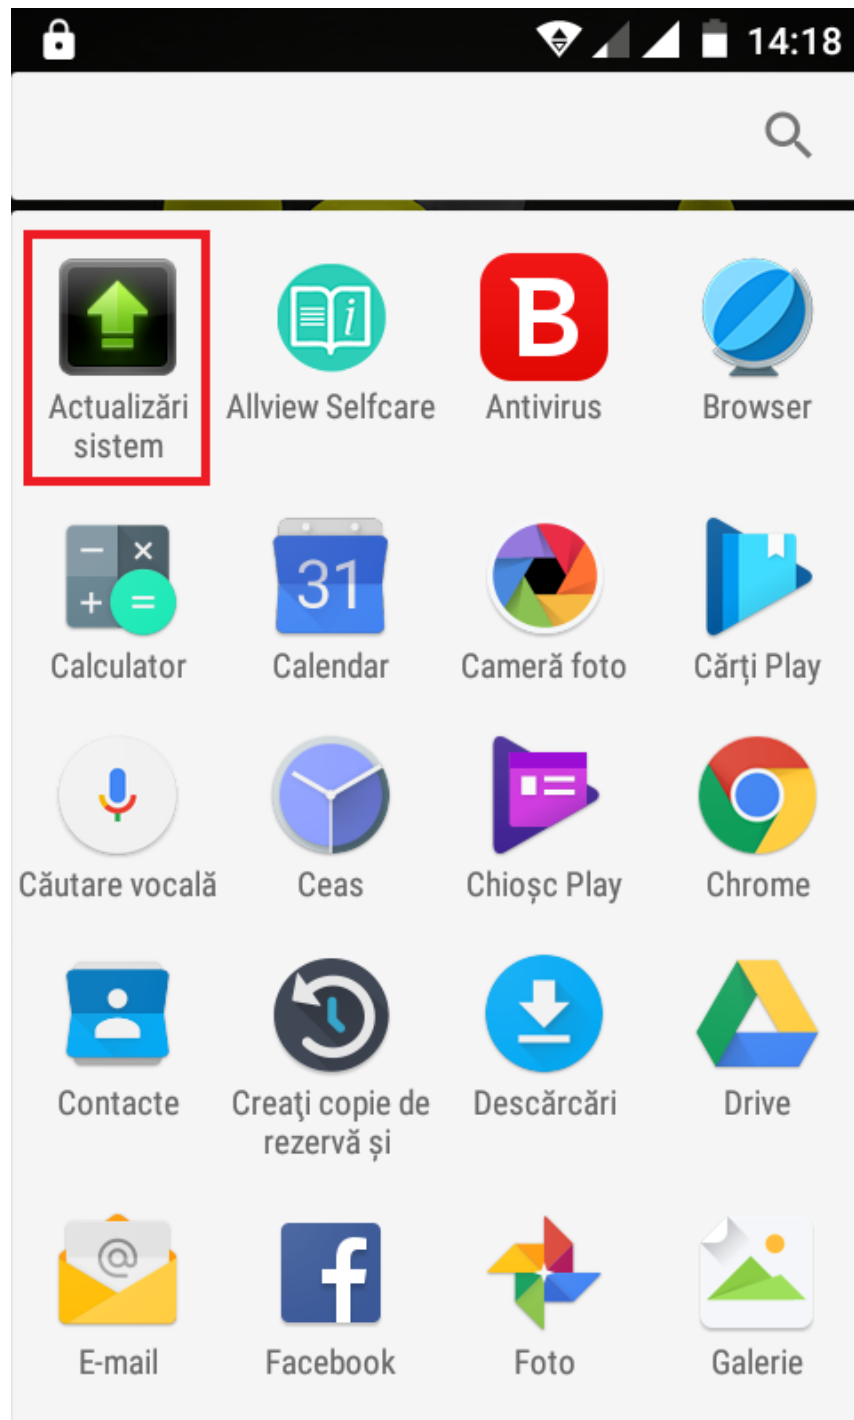 14:18
Actualizări
sistem
Allview Selfcare
B
Antivirus
Browser
Calculator
31
Calendar
Cameră foto
Cărți Play
Căutare vocală
Ceas
Chioșc Play
Chrome
Contacte
Creaţi copie de
rezervă și
Descărcări
Drive
@
E-mail
f
Facebook
Foto
Galerie